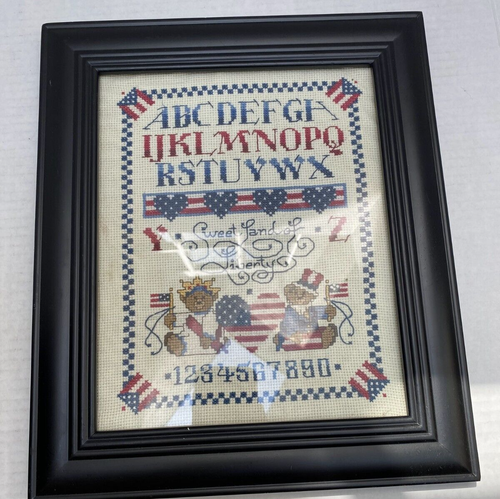 ABCDEFGH
IJKLMNOPQ
RSTUVWX
Y Sweet land of Z
Liberty
1234567890